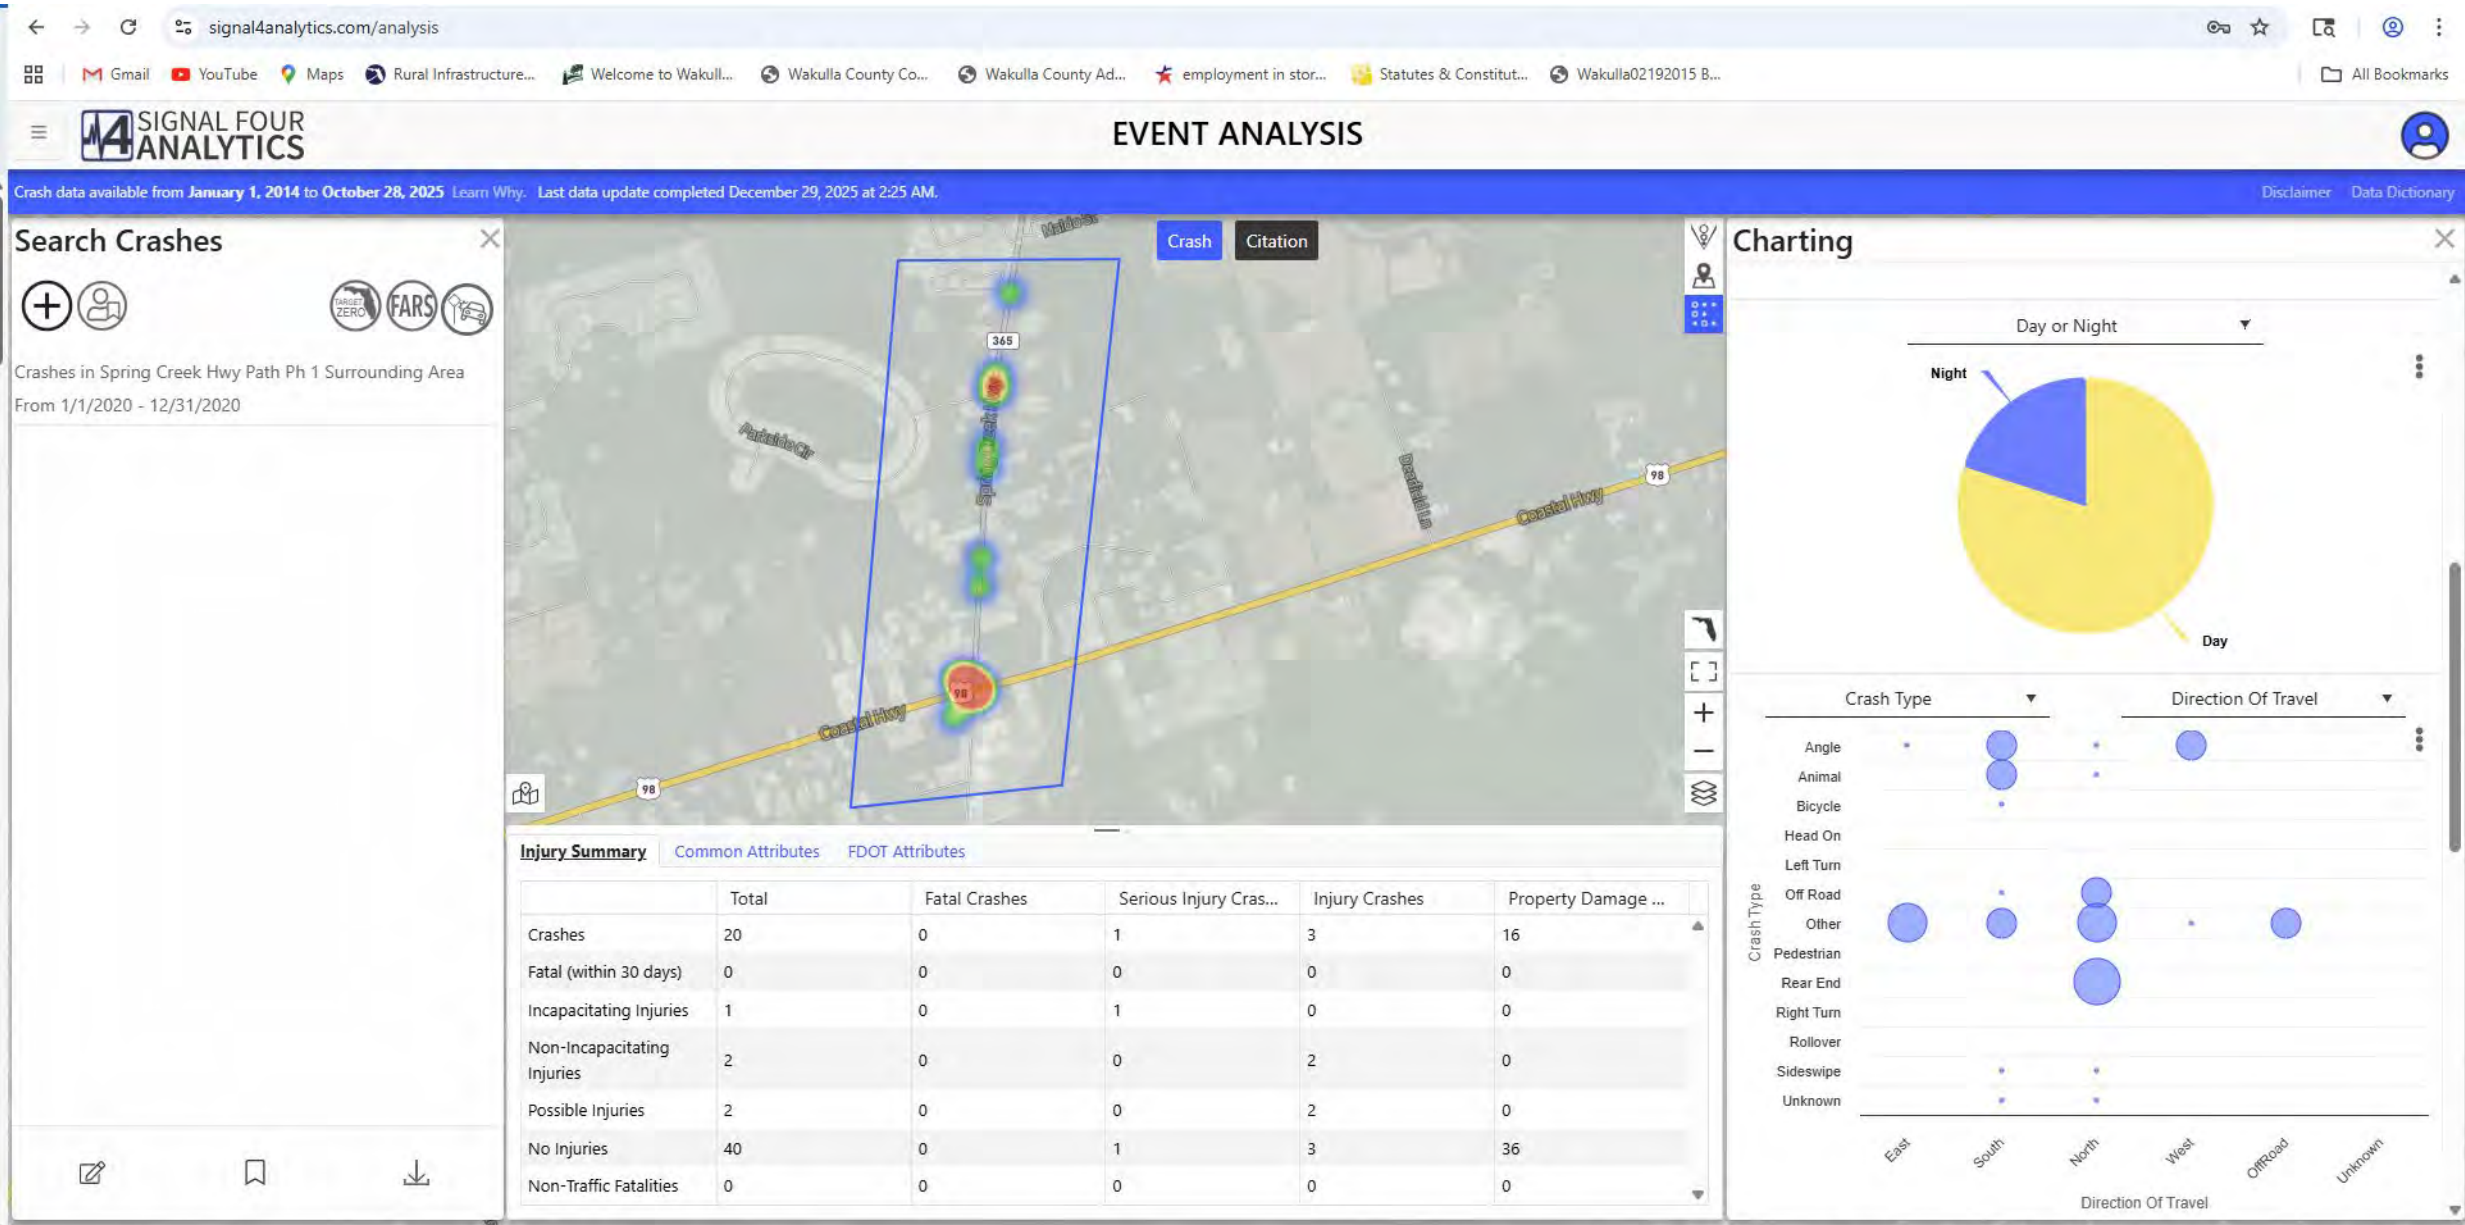 signal4analytics.com/analysis
Gmail
YouTube
Maps
Rural Infrastructure...
Welcome to Wakull...
Wakulla County Co...
Wakulla County Ad...
employment in stor...
Statutes & Constitut...
Wakulla02192015 B...
All Bookmarks
4 SIGNAL FOUR
ANALYTICS
EVENT ANALYSIS
Crash data available from January 1, 2014 to October 28, 2025 Learn Why. Last data update completed December 29, 2025 at 2:25 AM.
Disclaimer Data Dictionary
Search Crashes
TARGET ZERO
FARS
Crashes in Spring Creek Hwy Path Ph 1 Surrounding Area
From 1/1/2020 - 12/31/2020
Crash Citation
365
Parkside Cir
Deerfield Ln
Coastal Hwy
98
98
Coastal Hwy
98
Injury Summary Common Attributes FDOT Attributes
Total Fatal Crashes Serious Injury Cras... Injury Crashes Property Damage ...
Crashes 20 0 1 3 16
Fatal (within 30 days) 0 0 0 0 0
Incapacitating Injuries 1 0 1 0 0
Non-Incapacitating
Injuries 2 0 0 2 0
Possible Injuries 2 0 0 2 0
No Injuries 40 0 1 3 36
Non-Traffic Fatalities 0 0 0 0 0
Charting
Day or Night
Night
Day
Crash Type
Direction Of Travel
Crash Type
Angle
Animal
Bicycle
Head On
Left Turn
Off Road
Other
Pedestrian
Rear End
Right Turn
Rollover
Sideswipe
Unknown
East South North West OffRoad Unknown
Direction Of Travel